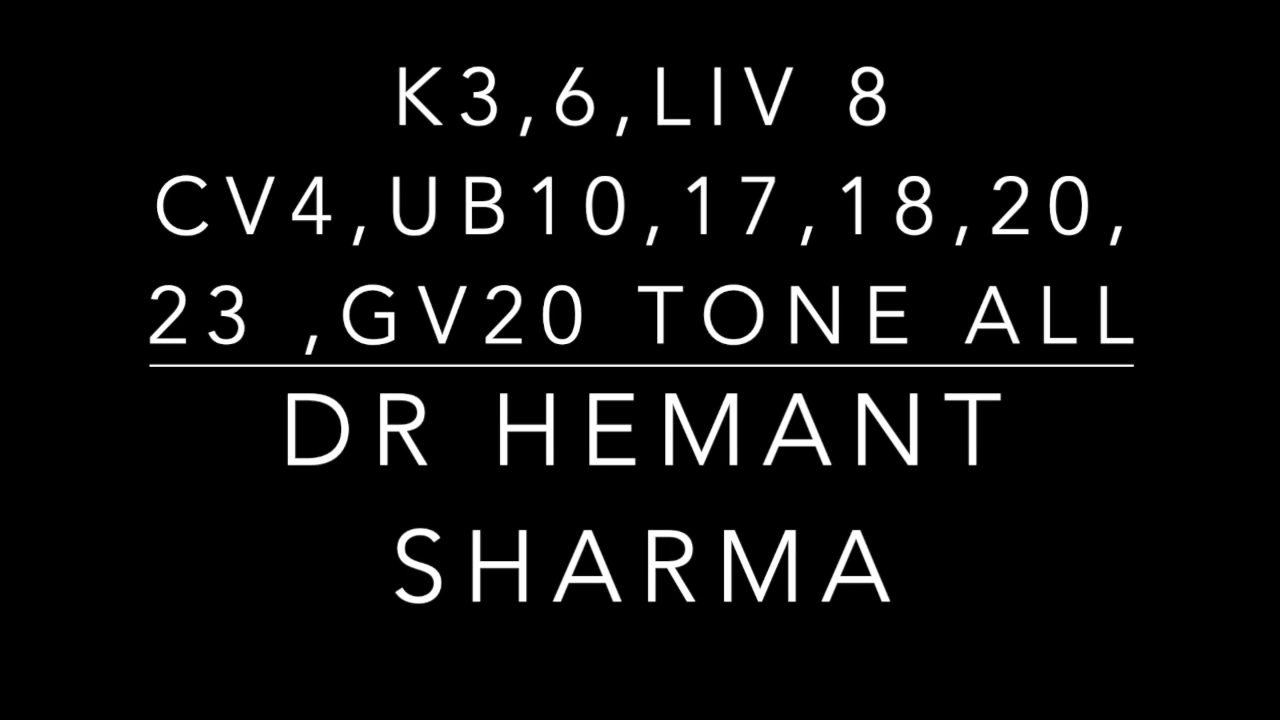 K3,6,LIV 8
CV4,UB10,17,18,20,
23 ,GV20 TONE ALL
DR HEMANT
SHARMA